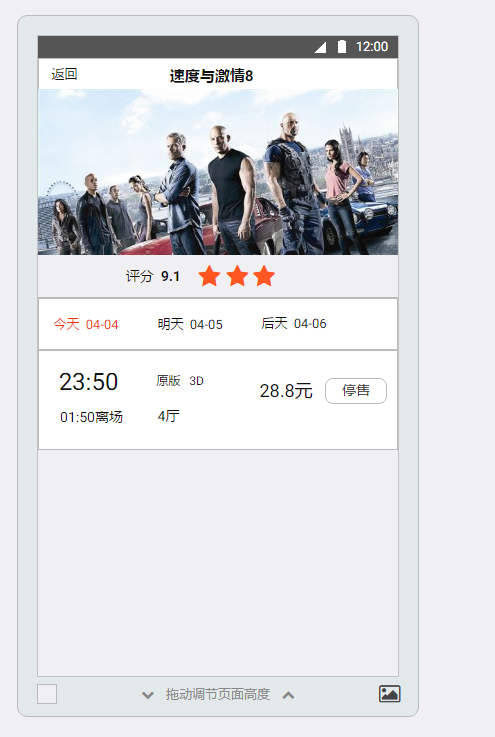 12:00
返回 速度与激情8
评分 9.1
今天 04-04 明天 04-05 后天 04-06
23:50 原版 3D 28.8元 停售
01:50离场 4厅
拖动调节页面高度